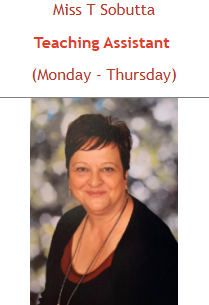 Miss T Sobutta
Teaching Assistant
(Monday - Thursday)